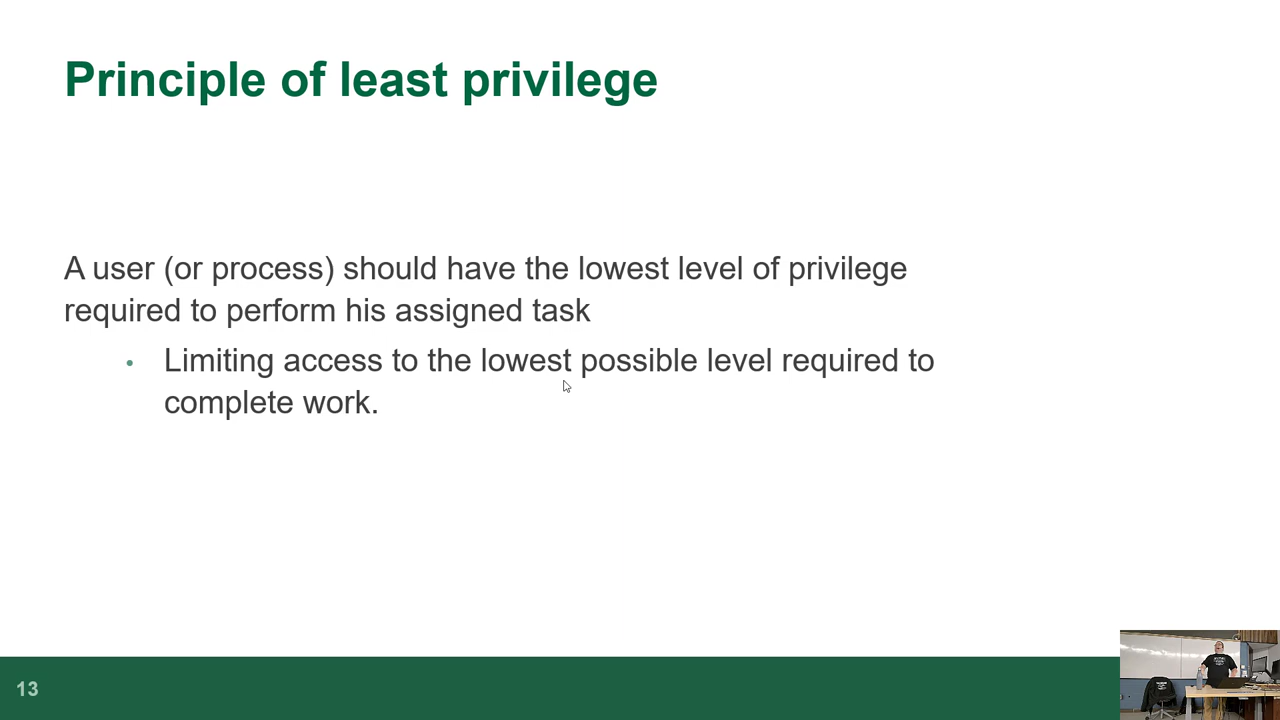 Principle of least privilege
A user (or process) should have the lowest level of privilege
required to perform his assigned task
• Limiting access to the lowest possible level required to
complete work.
13